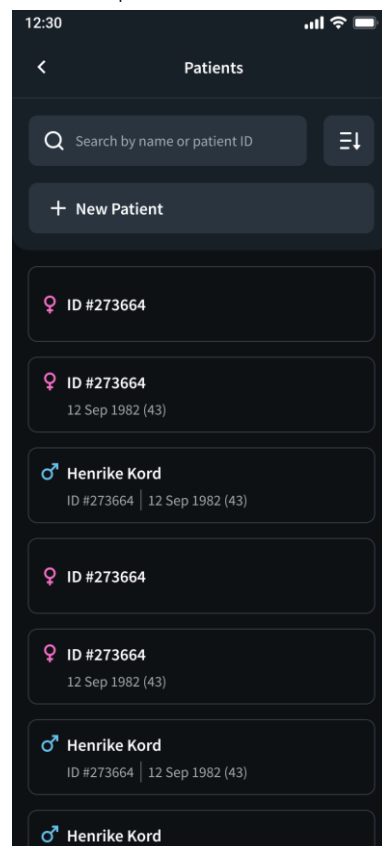 12:30
Patients
Search by name or patient ID
New Patient
ID #273664
ID #273664
12 Sep 1982 (43)
Henrike Kord
ID #273664 | 12 Sep 1982 (43)
ID #273664
ID #273664
12 Sep 1982 (43)
Henrike Kord
ID #273664 | 12 Sep 1982 (43)
Henrike Kord